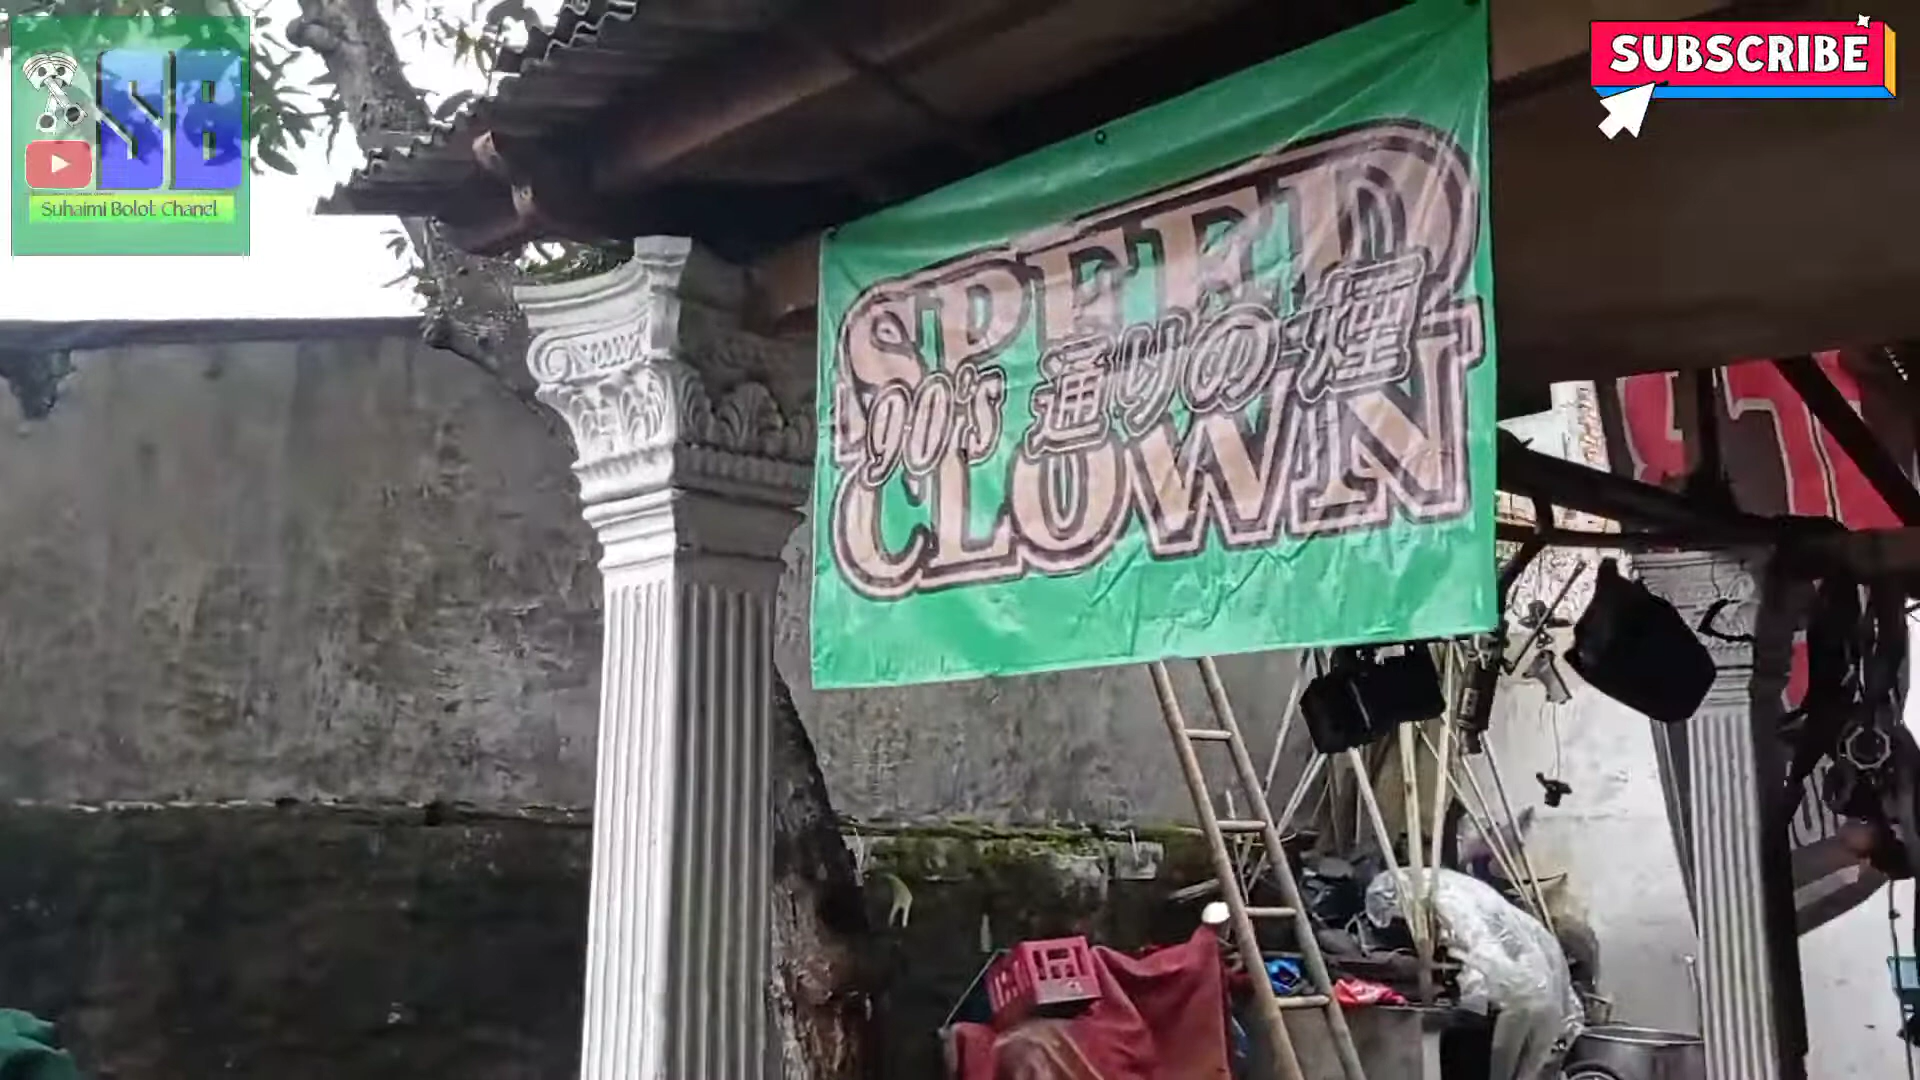 SB
Suhaimi Bolot Chanel
SUBSCRIBE
SPEED
90's 通りの煙
CLOWN